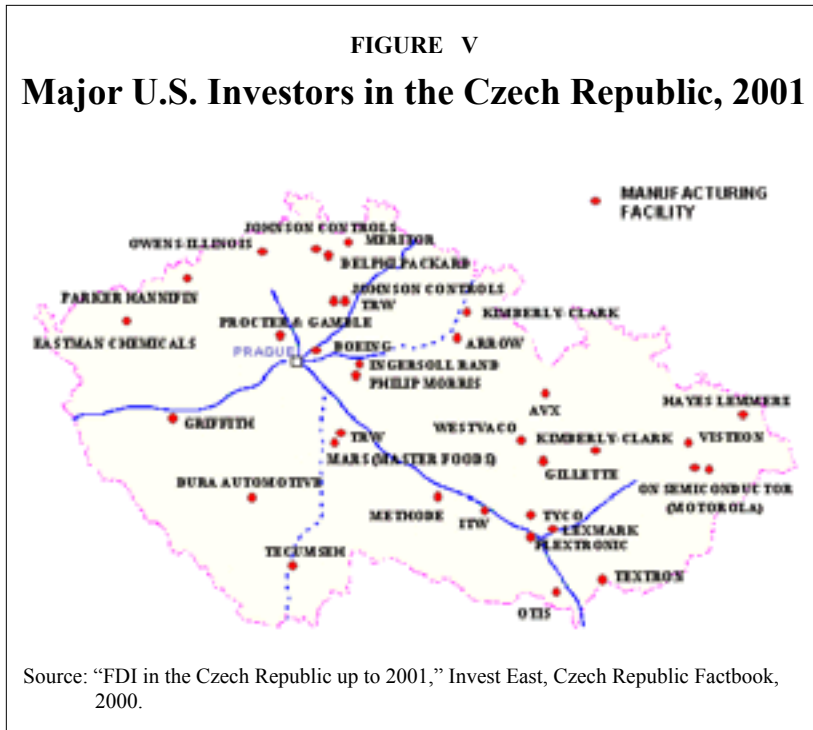 FIGURE V
Major U.S. Investors in the Czech Republic, 2001
MANUFACTURING
FACILITY
JOHNSON CONTROLS
OWENS-ILLINOIS
MERITOR
DELPHI PACKARD
PARKER HANNIFIN
JOHNSON CONTROLS
TRW
KIMBERLY-CLARK
PROCTER & GAMBLE
EASTMAN CHEMICALS
PRAGUE
BOEING
ARROW
INGERSOLL RAND
PHILIP MORRIS
AVX
HAYES LEMMERZ
GRIFFITH
WESTVACO
TRW
KIMBERLY-CLARK
VISTEON
MARS (MASTER FOODS)
GILLETTE
DURA AUTOMOTIVE
ON SEMICONDUCTOR
(MOTOROLA)
METHODE
ITW
TYCO
LEXMARK
FLEXTRONIC
TECUMSEH
TEXTRON
OTIS
Source: “FDI in the Czech Republic up to 2001,” Invest East, Czech Republic Factbook,
2000.